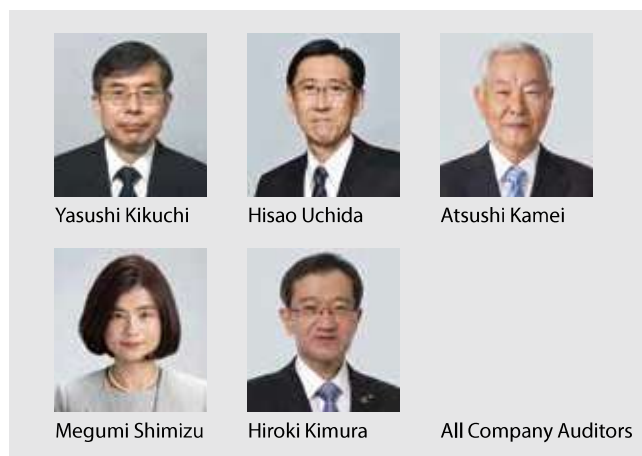 Yasushi Kikuchi
Hisao Uchida
Atsushi Kamei
Megumi Shimizu
Hiroki Kimura
All Company Auditors